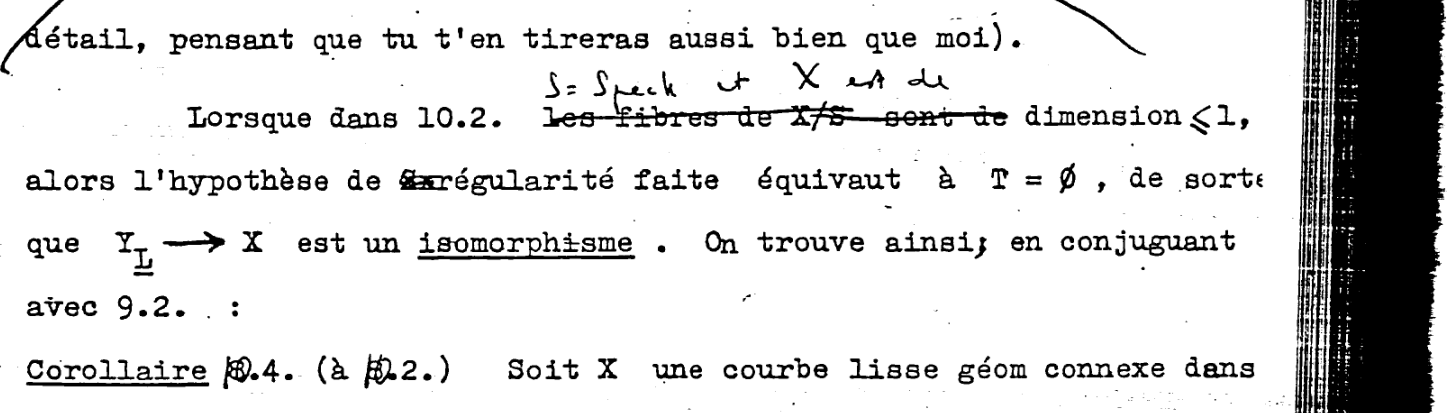 détail, pensant que tu t'en tireras aussi bien que moi).
S = Spec k et X est de
Lorsque dans 10.2. les fibres de X/S sont de dimension ⩽1,
alors l'hypothèse de régularité faite équivaut à T = ∅ , de sorte
que Y_L ⟶ X est un isomorphisme . On trouve ainsi, en conjuguant
avec 9.2. :
Corollaire 10.4. (à 10.2.) Soit X une courbe lisse géom connexe dans